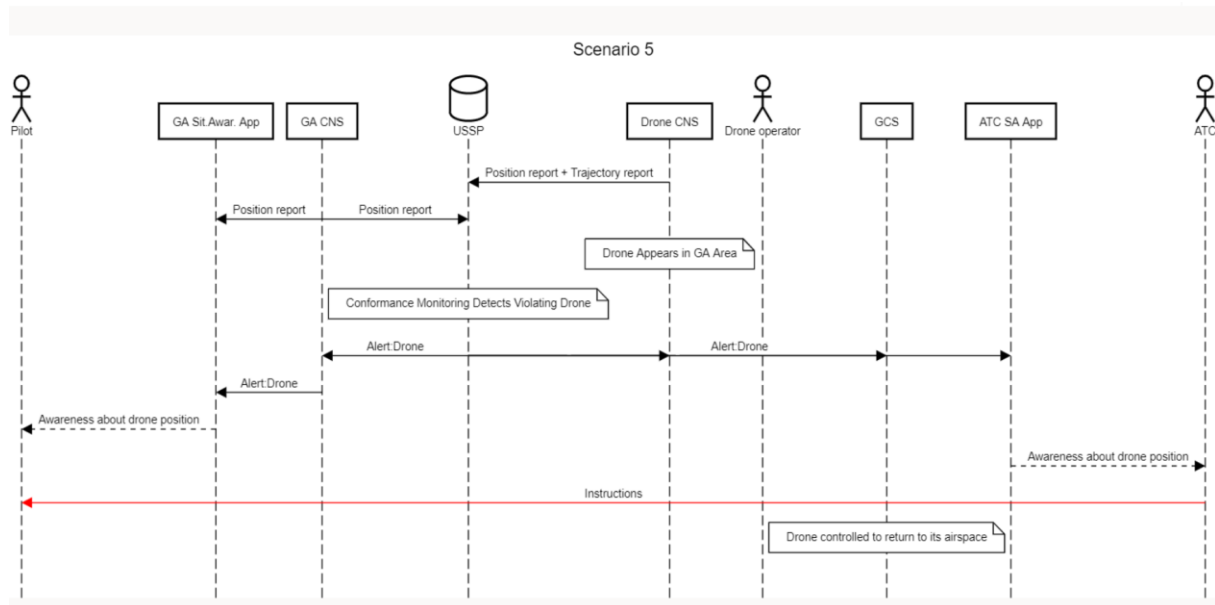 Scenario 5
Pilot
GA Sit.Awar. App
GA CNS
USSP
Drone CNS
Drone operator
GCS
ATC SA App
ATC
Position report + Trajectory report
Position report
Position report
Drone Appears in GA Area
Conformance Monitoring Detects Violating Drone
Alert:Drone
Alert:Drone
Alert:Drone
Awareness about drone position
Awareness about drone position
Instructions
Drone controlled to return to its airspace